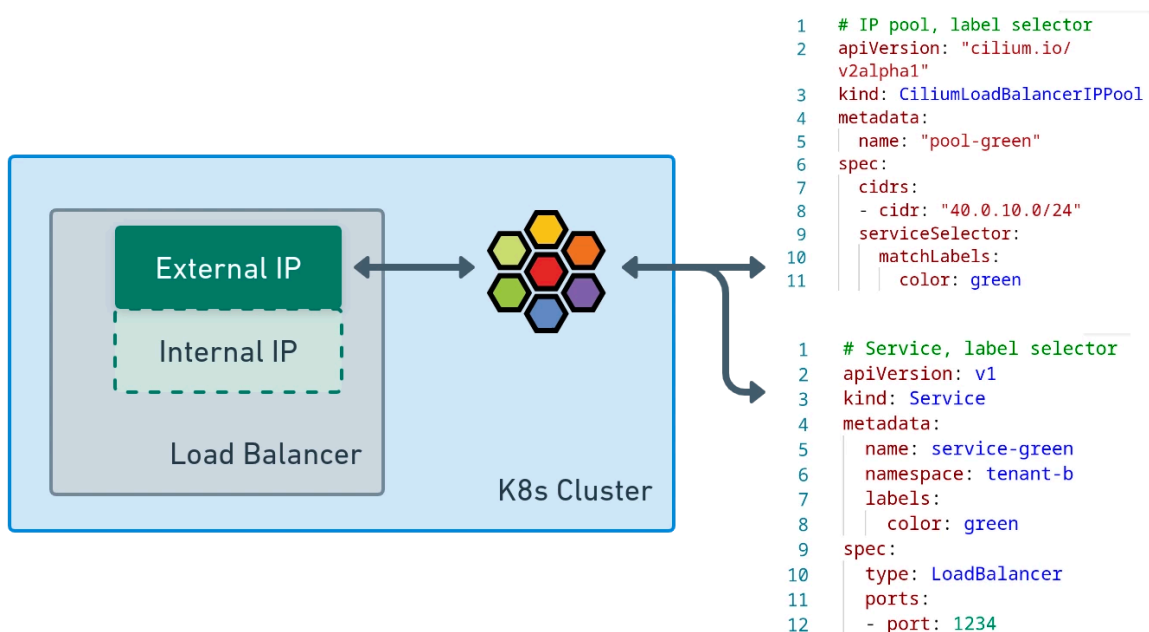 External IP
Internal IP
Load Balancer
K8s Cluster
1 # IP pool, label selector
2 apiVersion: "cilium.io/
v2alpha1"
3 kind: CiliumLoadBalancerIPPool
4 metadata:
5 name: "pool-green"
6 spec:
7 cidrs:
8 - cidr: "40.0.10.0/24"
9 serviceSelector:
10 matchLabels:
11 color: green
1 # Service, label selector
2 apiVersion: v1
3 kind: Service
4 metadata:
5 name: service-green
6 namespace: tenant-b
7 labels:
8 color: green
9 spec:
10 type: LoadBalancer
11 ports:
12 - port: 1234